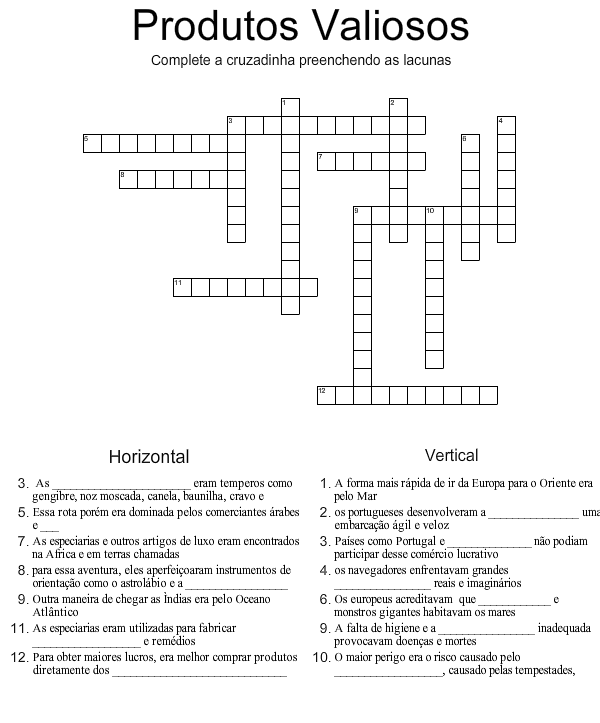 Produtos Valiosos
Complete a cruzadinha preenchendo as lacunas
1
2
3
4
5
6
7
8
9
10
11
12
Horizontal
3. As ______________________ eram temperos como
gengibre, noz moscada, canela, baunilha, cravo e
5. Essa rota porém era dominada pelos comerciantes árabes
e ___
7. As especiarias e outros artigos de luxo eram encontrados
na Africa e em terras chamadas
8. para essa aventura, eles aperfeiçoaram instrumentos de
orientação como o astrolábio e a ________________
9. Outra maneira de chegar as Índias era pelo Oceano
Atlântico
11. As especiarias eram utilizadas para fabricar
_________________ e remédios
12. Para obter maiores lucros, era melhor comprar produtos
diretamente dos ____________________________
Vertical
1. A forma mais rápida de ir da Europa para o Oriente era
pelo Mar
2. os portugueses desenvolveram a ______________ uma
embarcação ágil e veloz
3. Países como Portugal e _____________ não podiam
participar desse comércio lucrativo
4. os navegadores enfrentavam grandes
_______________ reais e imaginários
6. Os europeus acreditavam que ___________ e
monstros gigantes habitavam os mares
9. A falta de higiene e a _______________ inadequada
provocavam doenças e mortes
10. O maior perigo era o risco causado pelo
_________________, causado pelas tempestades,